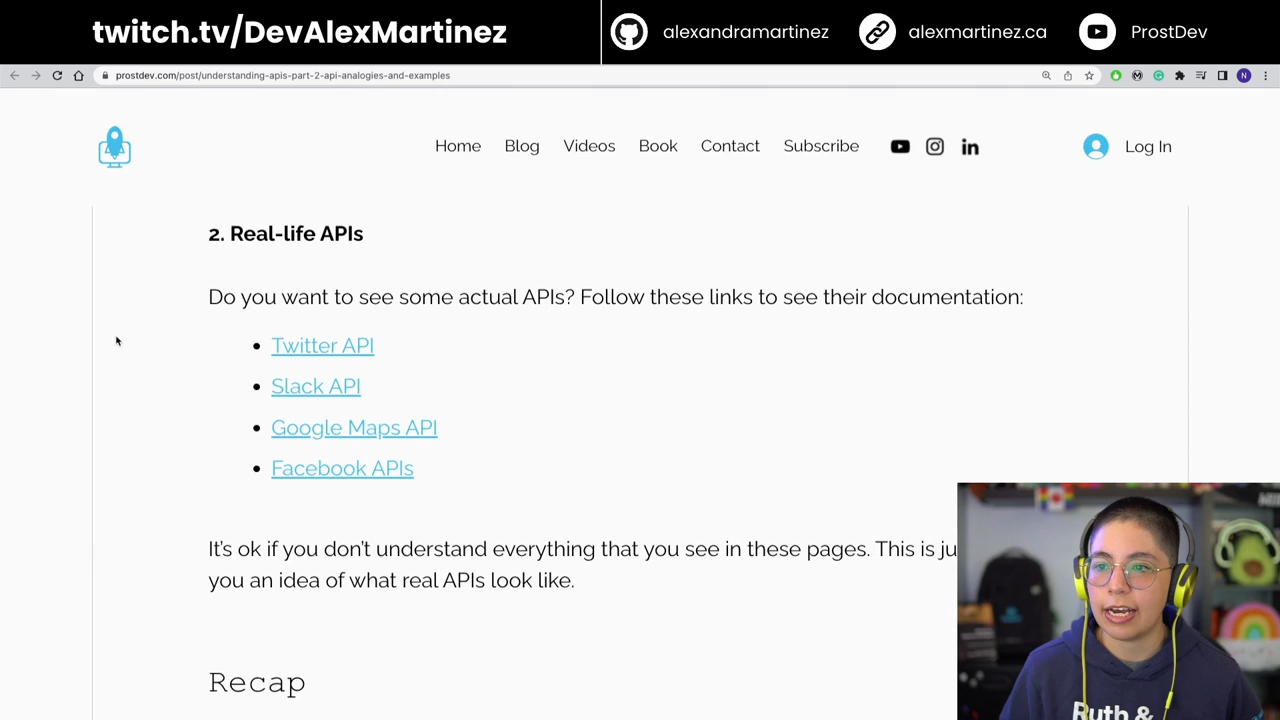 twitch.tv/DevAlexMartinez
alexandramartinez
alexmartinez.ca
ProstDev
prostdev.com/post/understanding-apis-part-2-api-analogies-and-examples
N
Home
Blog
Videos
Book
Contact
Subscribe
Log In
2. Real-life APIs
Do you want to see some actual APIs? Follow these links to see their documentation:
• Twitter API
• Slack API
• Google Maps API
• Facebook APIs
It's ok if you don't understand everything that you see in these pages. This is ju
you an idea of what real APIs look like.
Recap
Ruth &